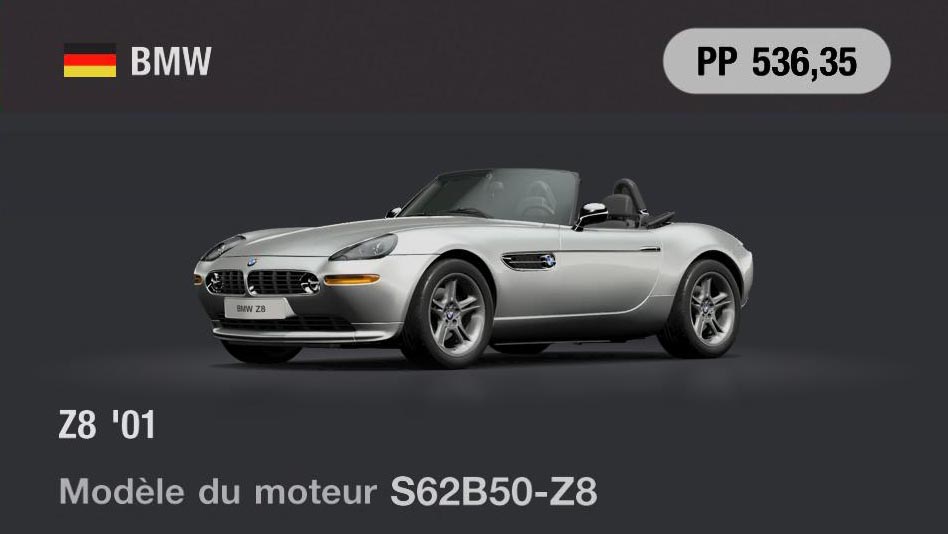 BMW
PP 536,35
BMW Z8
Z8 '01
Modèle du moteur S62B50-Z8